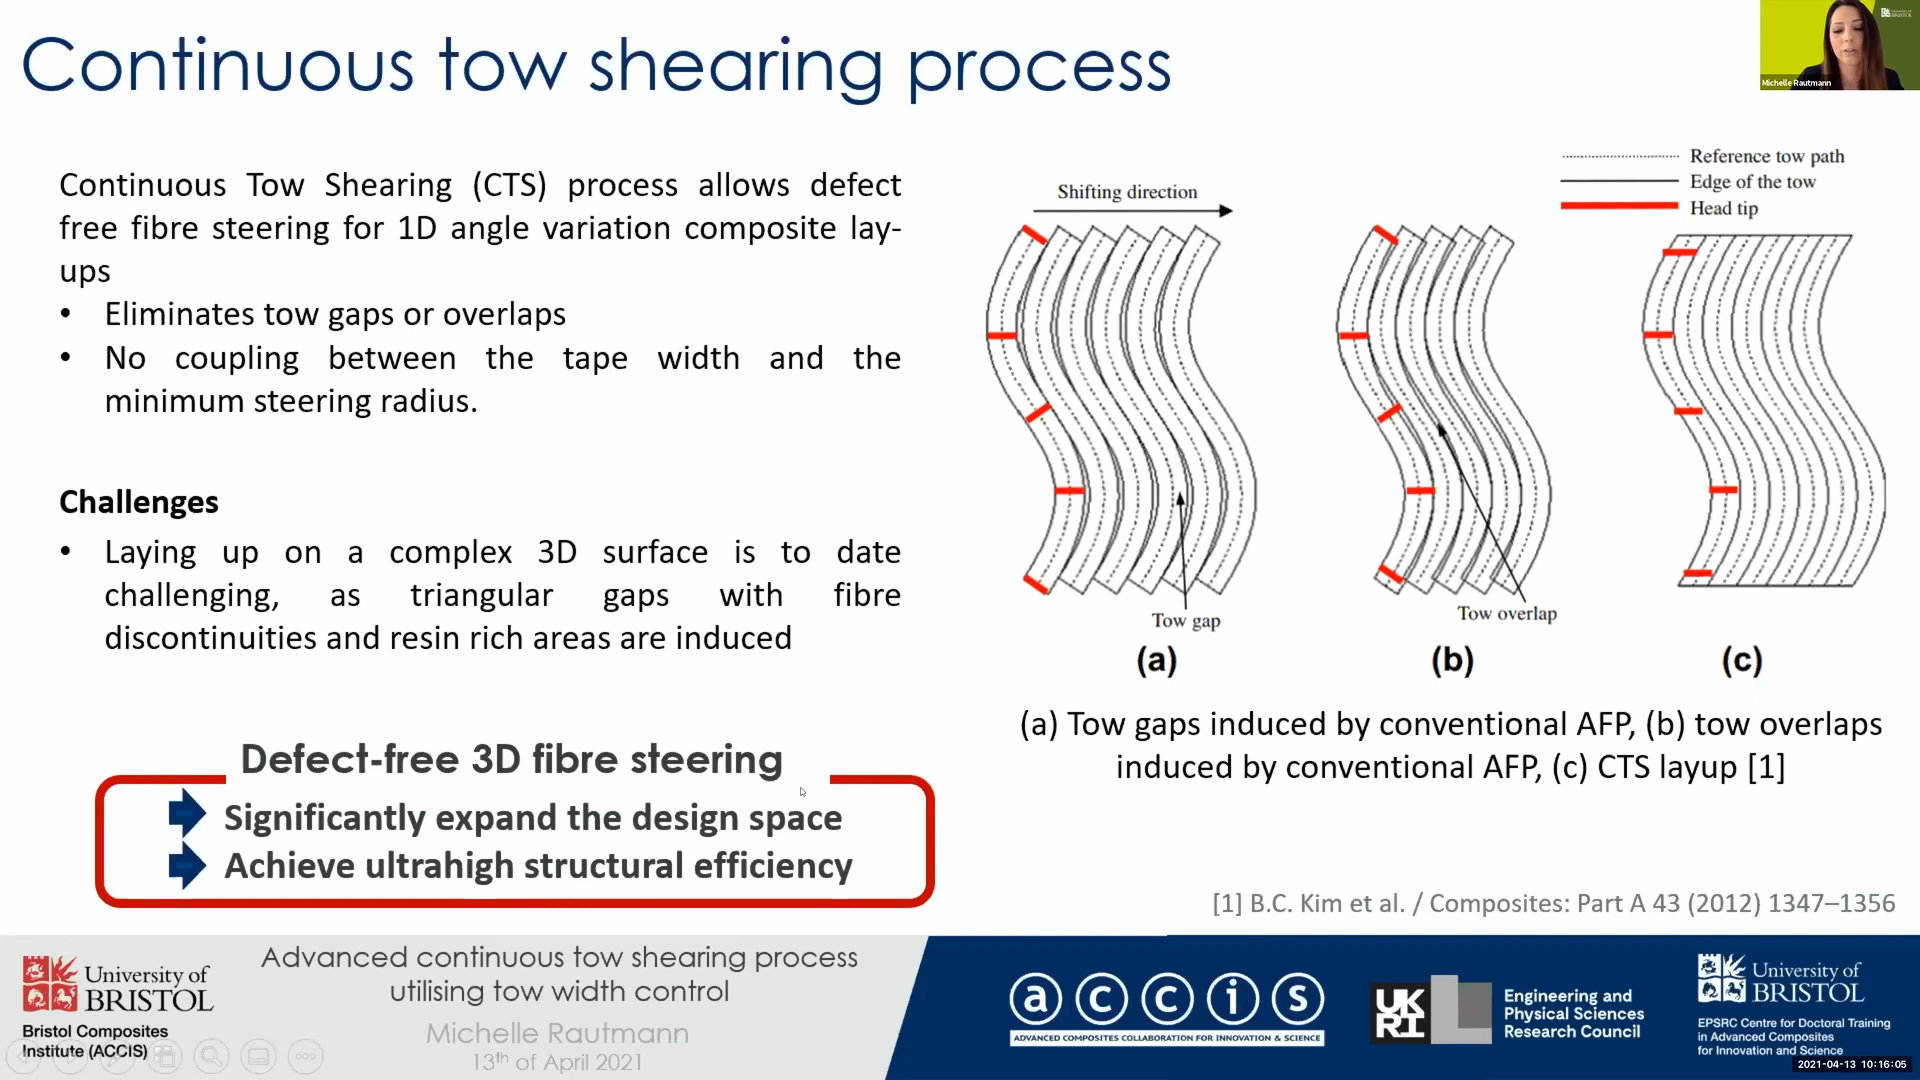 Continuous tow shearing process
University of
BRISTOL
Michelle Rautmann
Continuous Tow Shearing (CTS) process allows defect
free fibre steering for 1D angle variation composite lay-
ups
• Eliminates tow gaps or overlaps
• No coupling between the tape width and the
minimum steering radius.
Challenges
• Laying up on a complex 3D surface is to date
challenging, as triangular gaps with fibre
discontinuities and resin rich areas are induced
Defect-free 3D fibre steering
Significantly expand the design space
Achieve ultrahigh structural efficiency
Reference tow path
Edge of the tow
Head tip
Shifting direction
Tow gap
Tow overlap
(a)
(b)
(c)
(a) Tow gaps induced by conventional AFP, (b) tow overlaps
induced by conventional AFP, (c) CTS layup [1]
[1] B.C. Kim et al. / Composites: Part A 43 (2012) 1347–1356
University of
BRISTOL
Bristol Composites
Institute (ACCIS)
Advanced continuous tow shearing process
utilising tow width control
Michelle Rautmann
13th of April 2021
accis
ADVANCED COMPOSITES COLLABORATION FOR INNOVATION & SCIENCE
UK
RI
Engineering and
Physical Sciences
Research Council
University of
BRISTOL
EPSRC Centre for Doctoral Training
in Advanced Composites
for Innovation and Science
2021-04-13 10:16:05